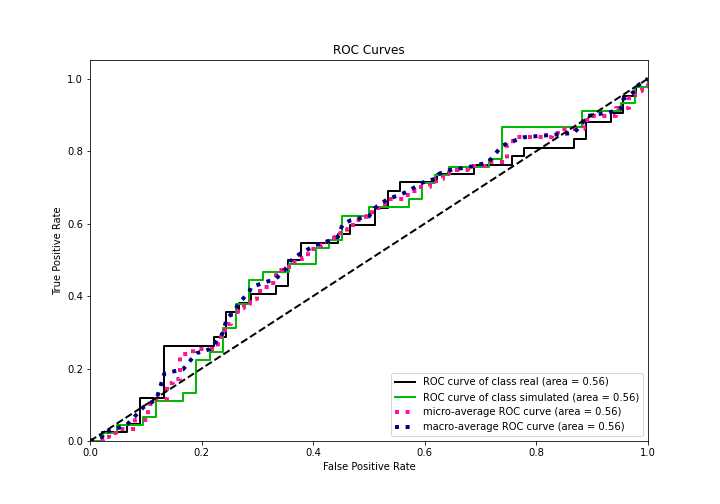 ROC Curves
1.0
0.8
0.6
0.4
0.2
0.0
True Positive Rate
0.0 0.2 0.4 0.6 0.8 1.0
False Positive Rate
ROC curve of class real (area = 0.56)
ROC curve of class simulated (area = 0.56)
micro-average ROC curve (area = 0.56)
macro-average ROC curve (area = 0.56)